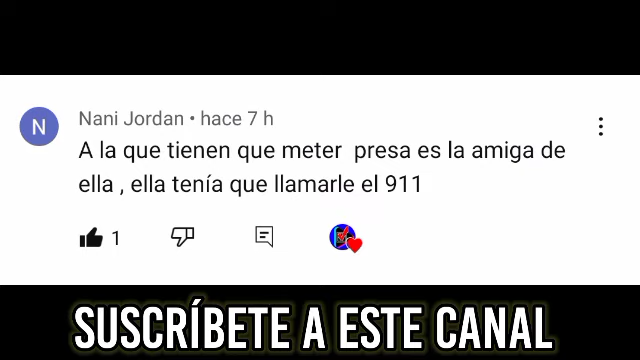 N
Nani Jordan • hace 7 h
A la que tienen que meter presa es la amiga de
ella , ella tenía que llamarle el 911
1
SUSCRÍBETE A ESTE CANAL